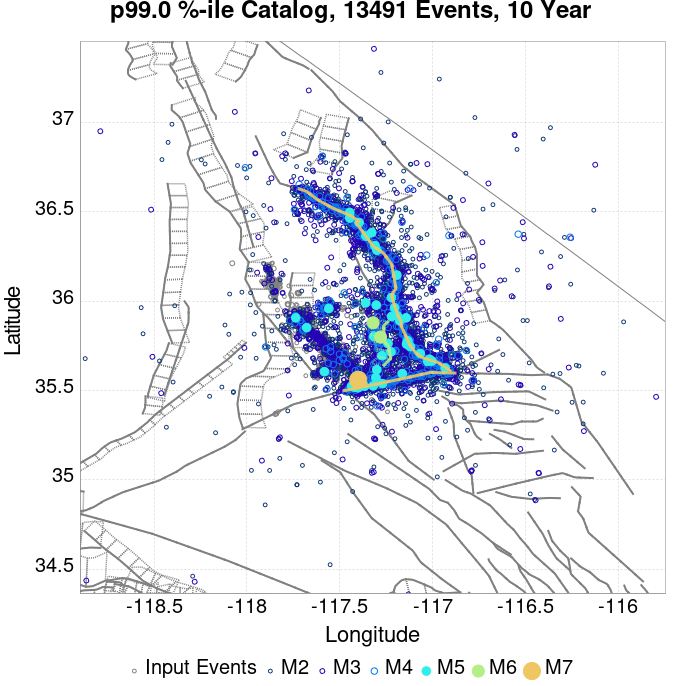 p99.0 %-ile Catalog, 13491 Events, 10 Year
Latitude
37
36.5
36
35.5
35
34.5
-118.5 -118 -117.5 -117 -116.5 -116
Longitude
Input Events M2 M3 M4 M5 M6 M7